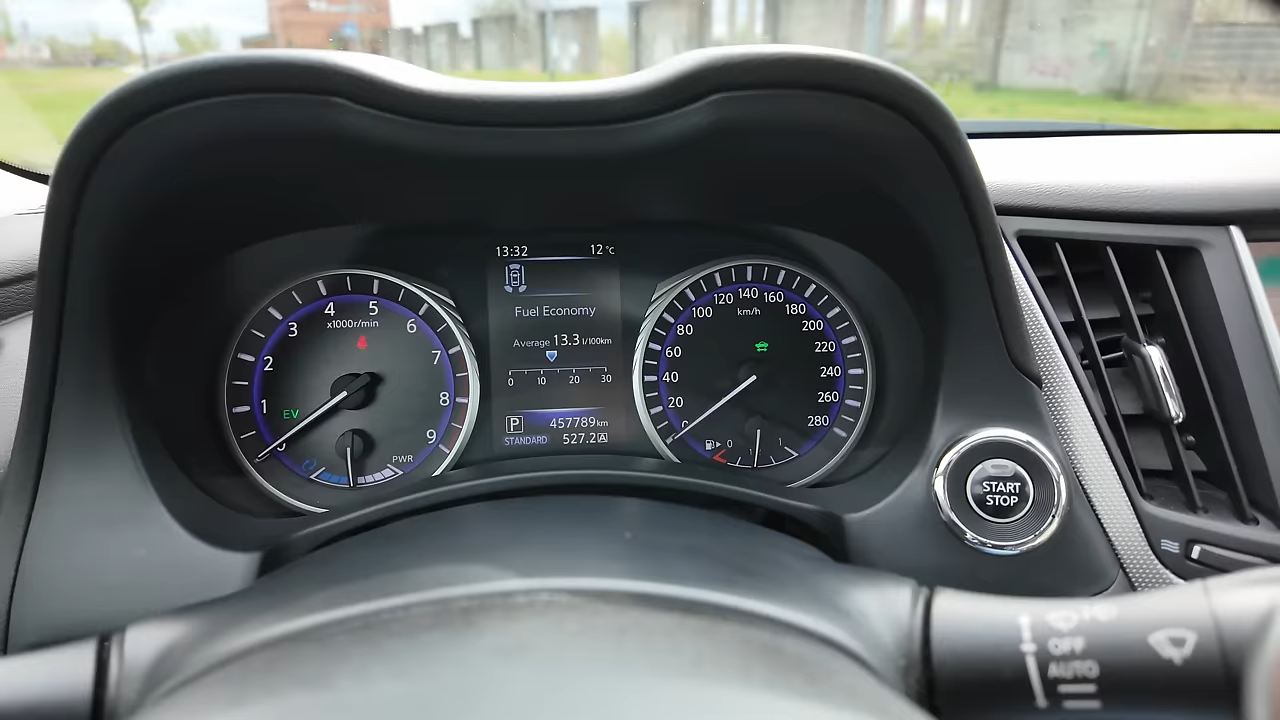 13:32 12 °C
Fuel Economy
Average 13.3 l/100km
0 10 20 30
P 457789 km
STANDARD 527.2 A
1 2 3 4 5 6 7 8 9
x1000r/min
EV
PWR
0 20 40 60 80 100 120 140 160 180 200 220 240 260 280
km/h
0 1 1
START
STOP
OFF
AUTO